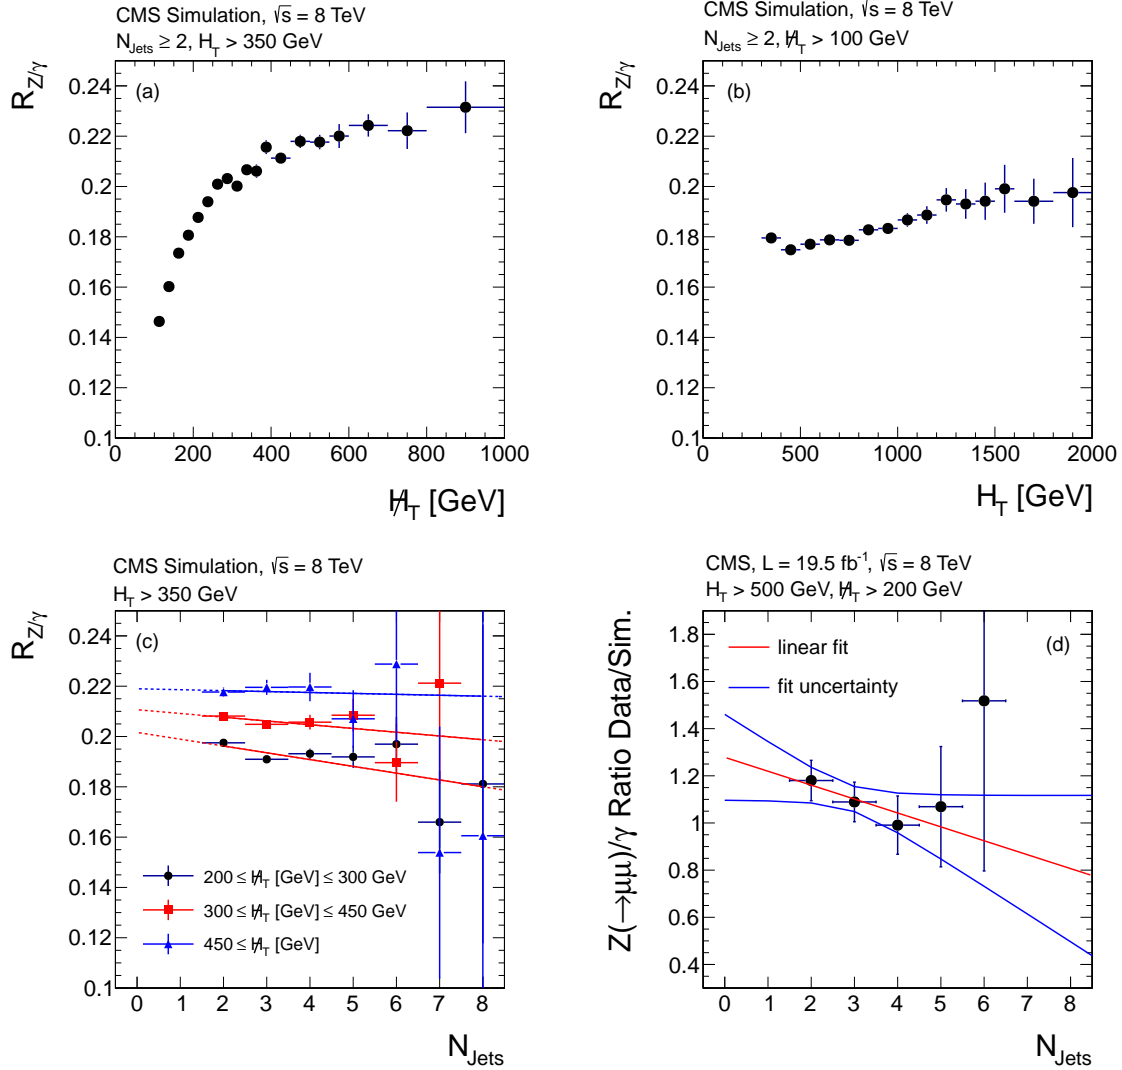 CMS Simulation, √s = 8 TeV
N_Jets ≥ 2, H_T > 350 GeV
(a)
R_Z/γ
0.24
0.22
0.2
0.18
0.16
0.14
0.12
0.1
0 200 400 600 800 1000
H̸_T [GeV]
CMS Simulation, √s = 8 TeV
N_Jets ≥ 2, H̸_T > 100 GeV
(b)
R_Z/γ
0.24
0.22
0.2
0.18
0.16
0.14
0.12
0.1
0 500 1000 1500 2000
H_T [GeV]
CMS Simulation, √s = 8 TeV
H_T > 350 GeV
(c)
R_Z/γ
0.24
0.22
0.2
0.18
0.16
0.14
0.12
0.1
200 ≤ H̸_T [GeV] ≤ 300 GeV
300 ≤ H̸_T [GeV] ≤ 450 GeV
450 ≤ H̸_T [GeV]
0 1 2 3 4 5 6 7 8
N_Jets
CMS, L = 19.5 fb⁻¹, √s = 8 TeV
H_T > 500 GeV, H̸_T > 200 GeV
(d)
Z(→μμ)/γ Ratio Data/Sim.
linear fit
fit uncertainty
1.8
1.6
1.4
1.2
1
0.8
0.6
0.4
0 1 2 3 4 5 6 7 8
N_Jets